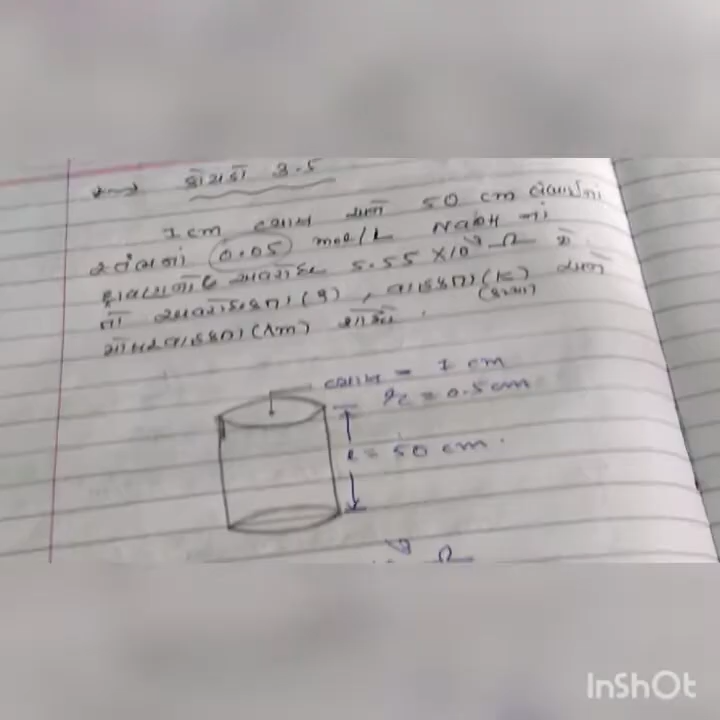 કોયડો 3.5
1 cm વ્યાસ અને 50 cm લંબાઈના
સ્તંભનાં 0.05 mol/L NaOH નાં
દ્રાવણનો અવરોધ 5.55 × 10³ Ω છે.
તો અવરોધકતા (ρ), વાહકતા (K) અને
મોલર વાહકતા (Λm) શોધો.
વ્યાસ = 1 cm
r = 0.5 cm
l = 50 cm.
Ω
InShOt